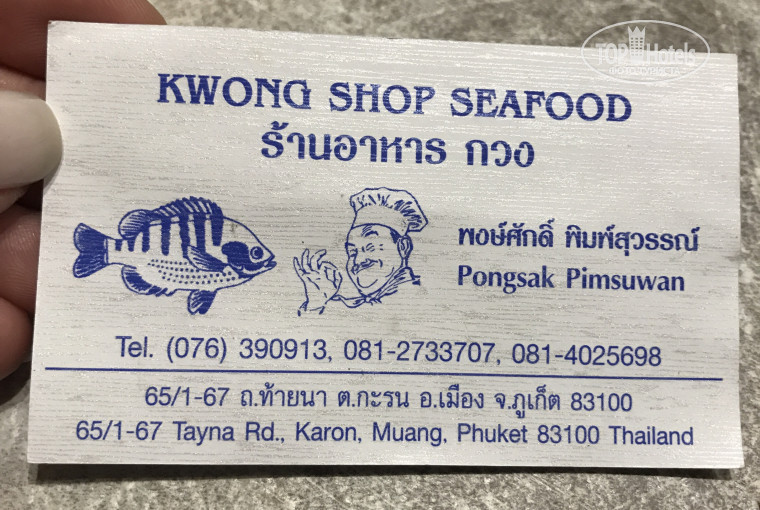 TOPHotels
KWONG SHOP SEAFOOD
ร้านอาหาร กวง
พงษ์ศักดิ์ พิมพ์สุวรรณ์
Pongsak Pimsuwan
Tel. (076) 390913, 081-2733707, 081-4025698
65/1-67 ถ.ท้ายนา ต.กะรน อ.เมือง จ.ภูเก็ต 83100
65/1-67 Tayna Rd., Karon, Muang, Phuket 83100 Thailand